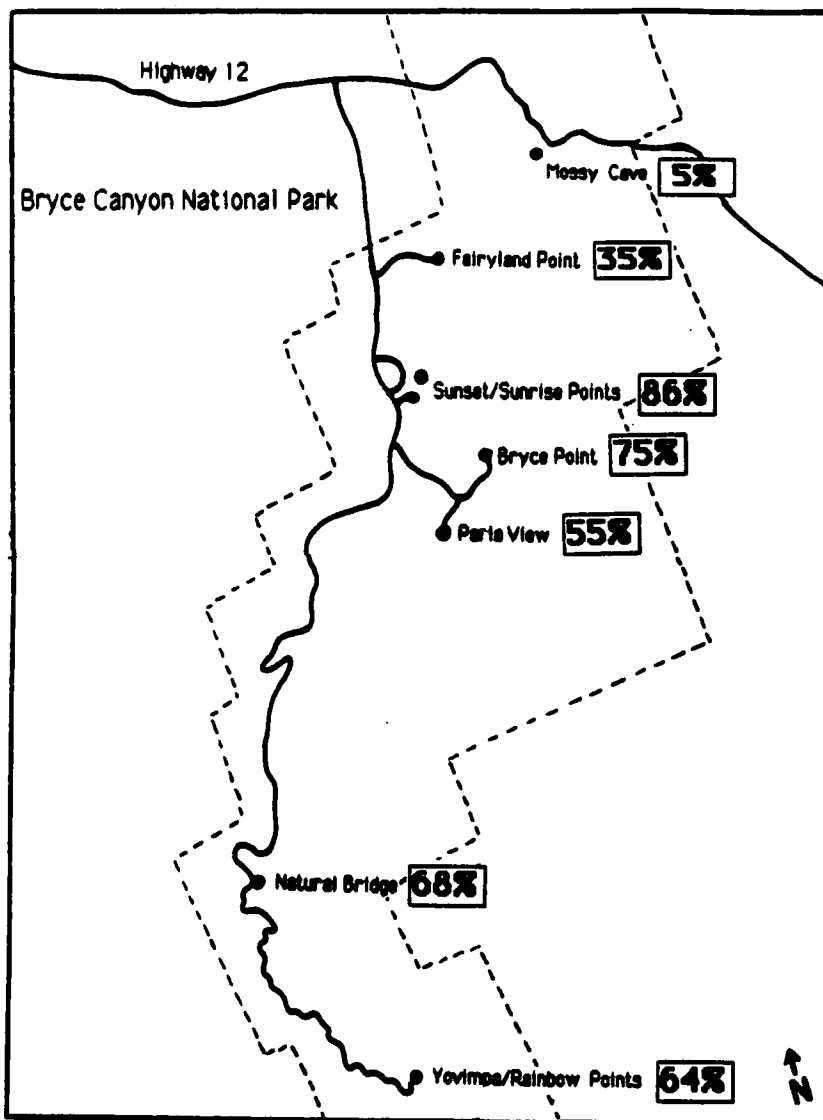 Highway 12
Mossy Cave 5%
Bryce Canyon National Park
Fairyland Point 35%
Sunset/Sunrise Points 86%
Bryce Point 75%
Paria View 55%
Natural Bridge 68%
Yovimpa/Rainbow Points 64%
N